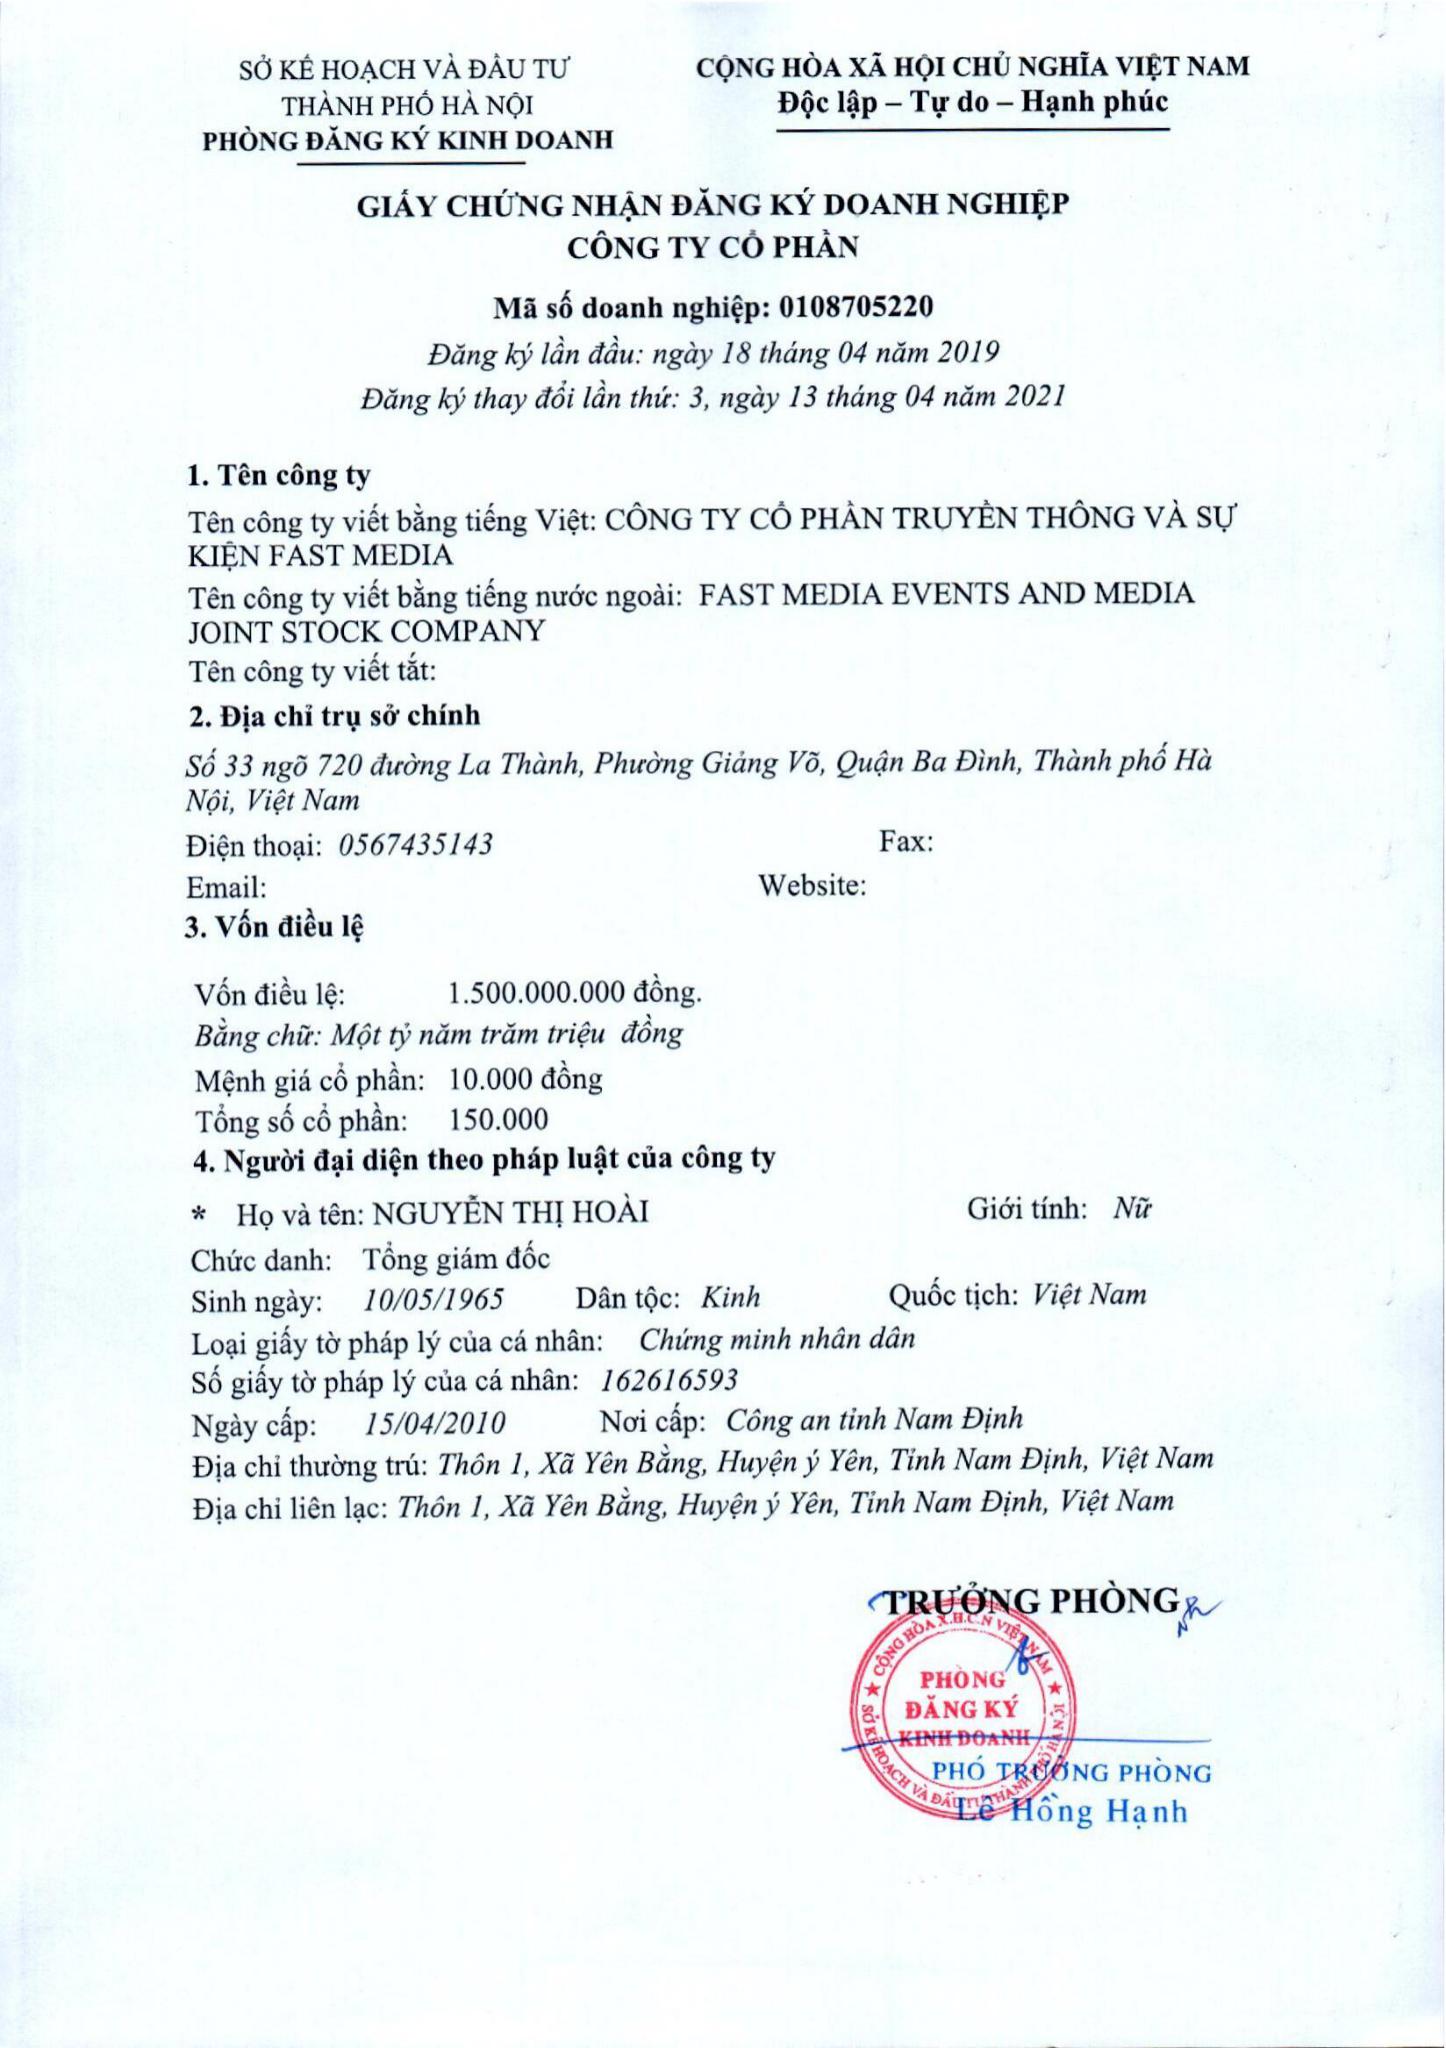 SỞ KẾ HOẠCH VÀ ĐẦU TƯ
THÀNH PHỐ HÀ NỘI
PHÒNG ĐĂNG KÝ KINH DOANH
CỘNG HÒA XÃ HỘI CHỦ NGHĨA VIỆT NAM
Độc lập – Tự do – Hạnh phúc
GIẤY CHỨNG NHẬN ĐĂNG KÝ DOANH NGHIỆP
CÔNG TY CỔ PHẦN
Mã số doanh nghiệp: 0108705220
Đăng ký lần đầu: ngày 18 tháng 04 năm 2019
Đăng ký thay đổi lần thứ: 3, ngày 13 tháng 04 năm 2021
1. Tên công ty
Tên công ty viết bằng tiếng Việt: CÔNG TY CỔ PHẦN TRUYỀN THÔNG VÀ SỰ
KIỆN FAST MEDIA
Tên công ty viết bằng tiếng nước ngoài: FAST MEDIA EVENTS AND MEDIA
JOINT STOCK COMPANY
Tên công ty viết tắt:
2. Địa chỉ trụ sở chính
Số 33 ngõ 720 đường La Thành, Phường Giảng Võ, Quận Ba Đình, Thành phố Hà
Nội, Việt Nam
Điện thoại: 0567435143 Fax:
Email: Website:
3. Vốn điều lệ
Vốn điều lệ: 1.500.000.000 đồng.
Bằng chữ: Một tỷ năm trăm triệu đồng
Mệnh giá cổ phần: 10.000 đồng
Tổng số cổ phần: 150.000
4. Người đại diện theo pháp luật của công ty
* Họ và tên: NGUYỄN THỊ HOÀI Giới tính: Nữ
Chức danh: Tổng giám đốc
Sinh ngày: 10/05/1965 Dân tộc: Kinh Quốc tịch: Việt Nam
Loại giấy tờ pháp lý của cá nhân: Chứng minh nhân dân
Số giấy tờ pháp lý của cá nhân: 162616593
Ngày cấp: 15/04/2010 Nơi cấp: Công an tỉnh Nam Định
Địa chỉ thường trú: Thôn 1, Xã Yên Bằng, Huyện ý Yên, Tỉnh Nam Định, Việt Nam
Địa chỉ liên lạc: Thôn 1, Xã Yên Bằng, Huyện ý Yên, Tỉnh Nam Định, Việt Nam
TRƯỞNG PHÒNG
CỘNG HÒA X.H.C.N VIỆT NAM
PHÒNG
ĐĂNG KÝ
KINH DOANH
SỞ KẾ HOẠCH VÀ ĐẦU TƯ THÀNH PHỐ HÀ NỘI
PHÓ TRƯỞNG PHÒNG
Lê Hồng Hạnh